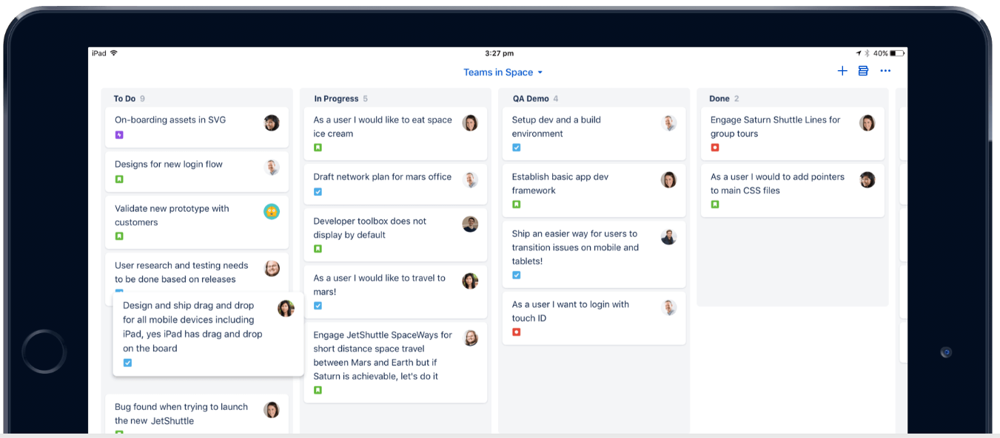 iPad
3:27 pm
40%
Teams in Space
To Do 9
On-boarding assets in SVG
Designs for new login flow
Validate new prototype with
customers
User research and testing needs
to be done based on releases
Design and ship drag and drop
for all mobile devices including
iPad, yes iPad has drag and drop
on the board
Bug found when trying to launch
the new JetShuttle
In Progress 5
As a user I would like to eat space
ice cream
Draft network plan for mars office
Developer toolbox does not
display by default
As a user I would like to travel to
mars!
Engage JetShuttle SpaceWays for
short distance space travel
between Mars and Earth but if
Saturn is achievable, let's do it
QA Demo 4
Setup dev and a build
environment
Establish basic app dev
framework
Ship an easier way for users to
transition issues on mobile and
tablets!
As a user I want to login with
touch ID
Done 2
Engage Saturn Shuttle Lines for
group tours
As a user I would to add pointers
to main CSS files